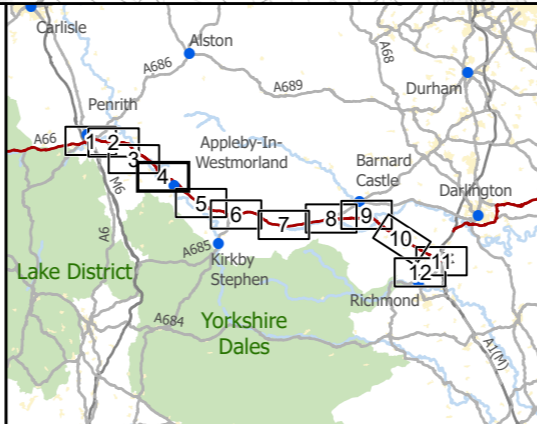 Carlisle
Alston
A68
A686
A689
Durham
Penrith
A66
1
2
3
4
Appleby-In-
Westmorland
Barnard
Castle
Darlington
M6
5
6
7
8
9
10
11
12
A6
A685
Kirkby
Stephen
Lake District
Richmond
A684
Yorkshire
Dales
A1(M)